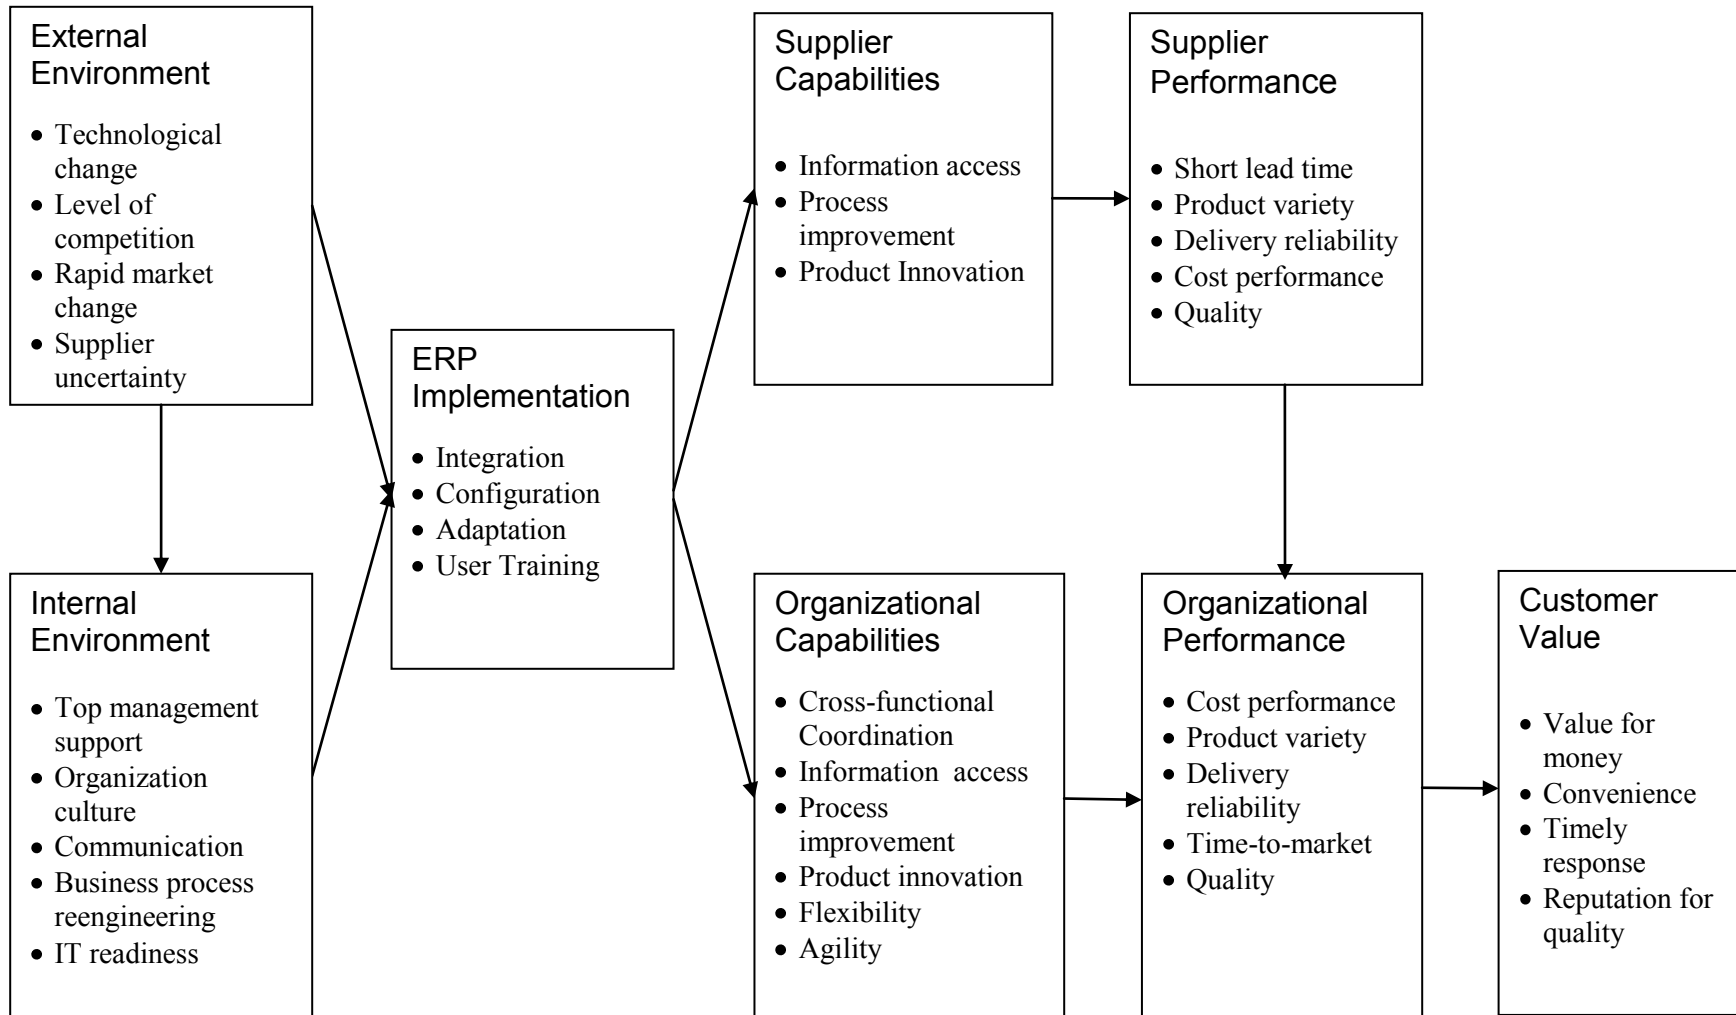 External
Environment
• Technological
change
• Level of
competition
• Rapid market
change
• Supplier
uncertainty
Internal
Environment
• Top management
support
• Organization
culture
• Communication
• Business process
reengineering
• IT readiness
ERP
Implementation
• Integration
• Configuration
• Adaptation
• User Training
Supplier
Capabilities
• Information access
• Process
improvement
• Product Innovation
Supplier
Performance
• Short lead time
• Product variety
• Delivery reliability
• Cost performance
• Quality
Organizational
Capabilities
• Cross-functional
Coordination
• Information access
• Process
improvement
• Product innovation
• Flexibility
• Agility
Organizational
Performance
• Cost performance
• Product variety
• Delivery
reliability
• Time-to-market
• Quality
Customer
Value
• Value for
money
• Convenience
• Timely
response
• Reputation for
quality